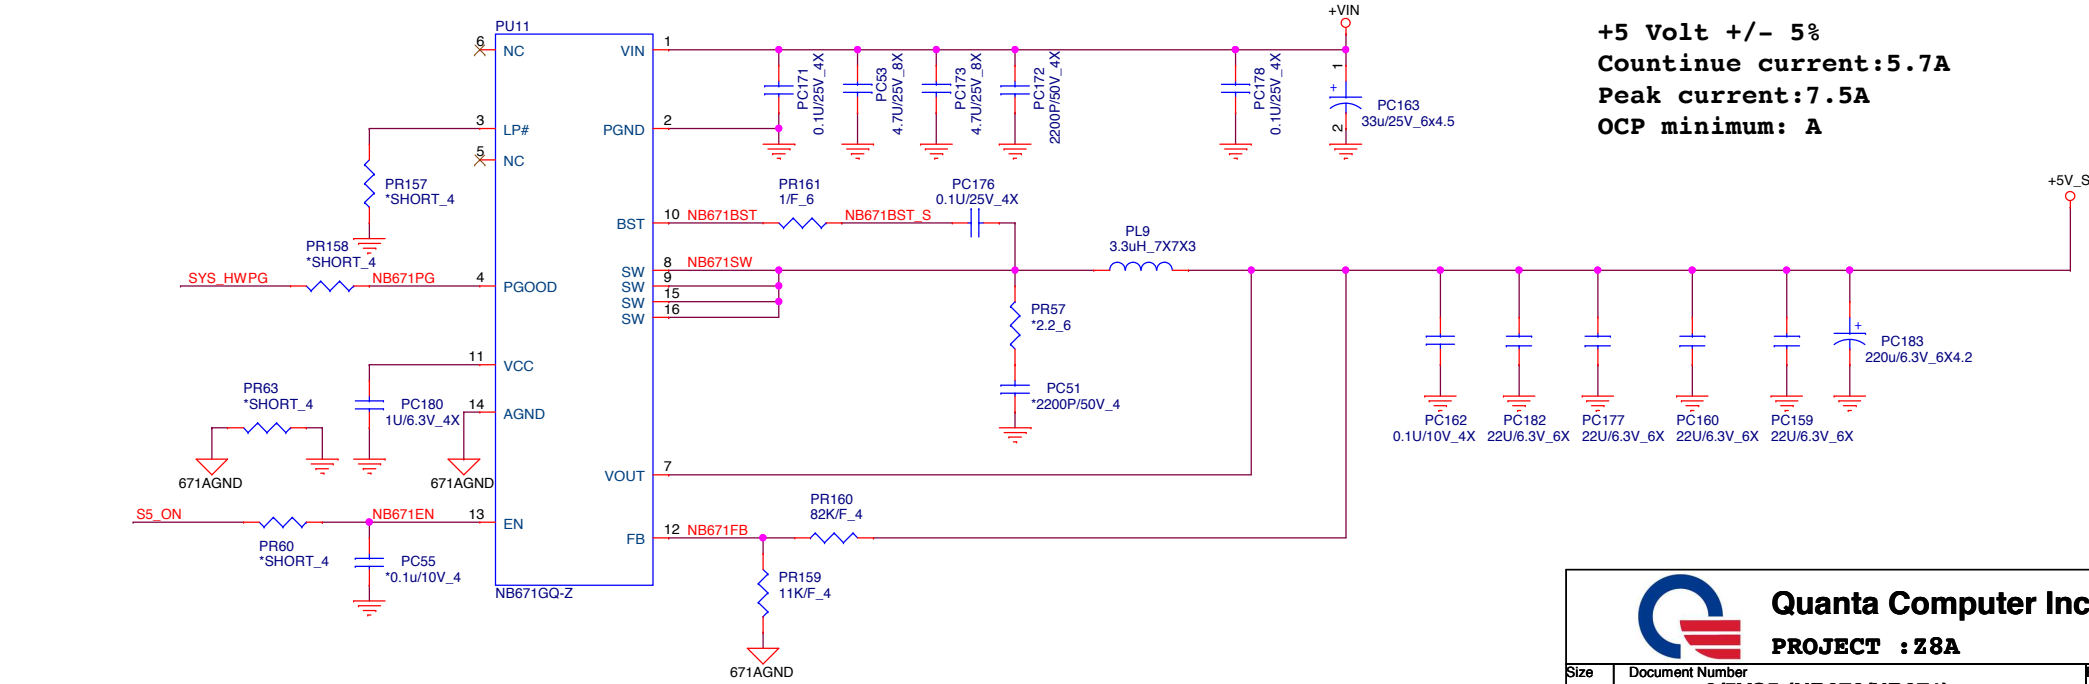 +VIN
+5 Volt +/- 5%
Countinue current:5.7A
Peak current:7.5A
OCP minimum: A
PU11
6
NC
VIN
1
PC171
0.1U/25V_4X
PC53
4.7U/25V_8X
PC173
4.7U/25V_8X
PC172
2200P/50V_4X
PC178
0.1U/25V_4X
1
+
2
PC163
33u/25V_6x4.5
3
LP#
PGND
2
5
NC
PR157
*SHORT_4
PR161
1/F_6
PC176
0.1U/25V_4X
+5V_S
BST
10
NB671BST
NB671BST_S
PR158
*SHORT_4
SYS_HWPG
NB671PG
4
PGOOD
SW
8
NB671SW
SW
9
SW
15
SW
16
PL9
3.3uH_7X7X3
PR57
*2.2_6
PC51
*2200P/50V_4
+
PC183
220u/6.3V_6X4.2
PC162
0.1U/10V_4X
PC182
22U/6.3V_6X
PC177
22U/6.3V_6X
PC160
22U/6.3V_6X
PC159
22U/6.3V_6X
11
VCC
PC180
1U/6.3V_4X
PR63
*SHORT_4
14
AGND
671AGND
671AGND
VOUT
7
S5_ON
PR60
*SHORT_4
NB671EN
13
EN
PC55
*0.1u/10V_4
PR160
82K/F_4
FB
12
NB671FB
PR159
11K/F_4
671AGND
NB671GQ-Z
Quanta Computer Inc
PROJECT : Z8A
Size
Document Number